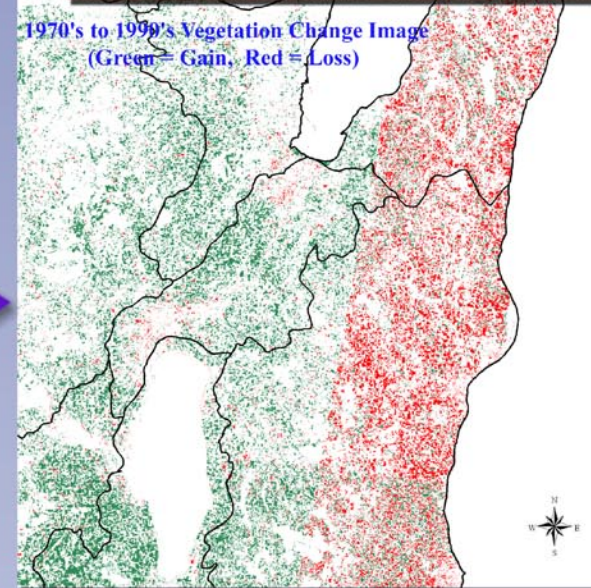 1970's to 1990's Vegetation Change Image
(Green = Gain, Red = Loss)
N
W E
S